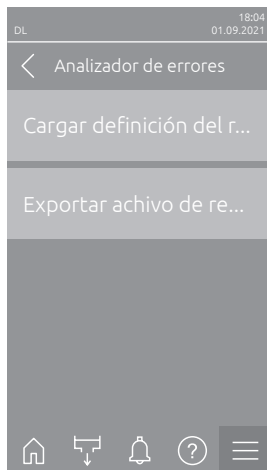 18:04
DL 01.09.2021
Analizador de errores
Cargar definición del r...
Exportar achivo de re...
?